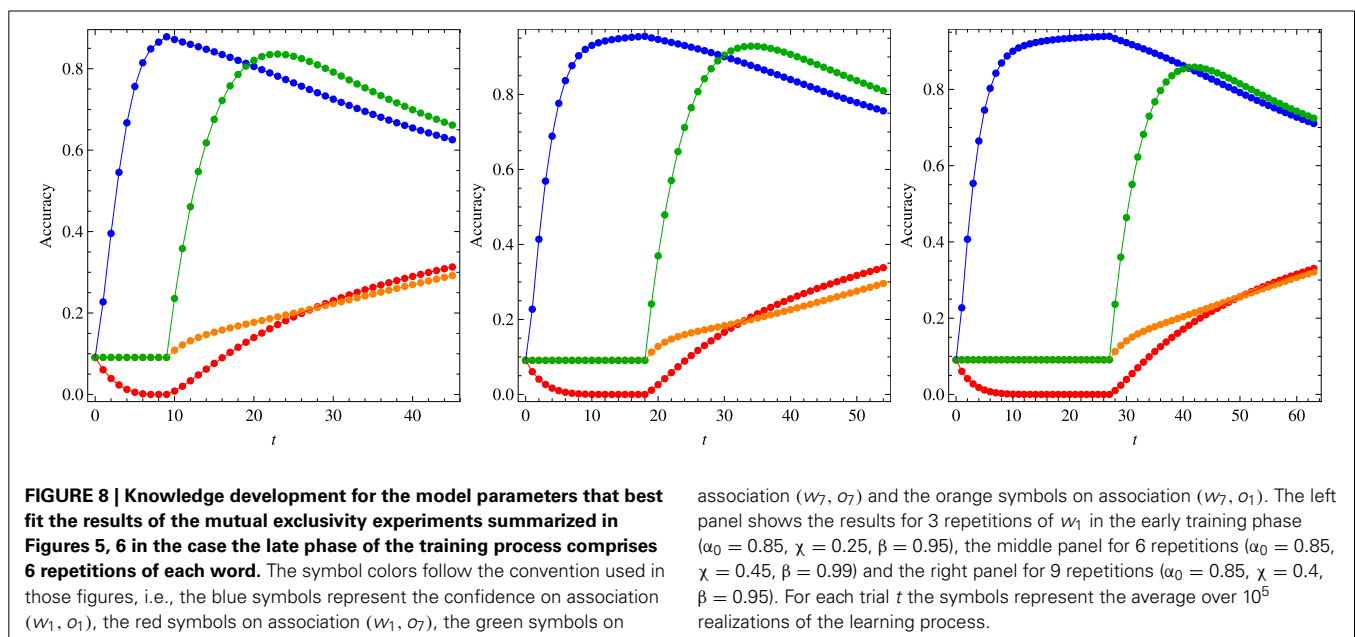 0.8
0.6
0.4
0.2
0.0
Accuracy
0
10
20
30
40
t
0.8
0.6
0.4
0.2
0.0
Accuracy
0
10
20
30
40
50
t
0.8
0.6
0.4
0.2
0.0
Accuracy
0
10
20
30
40
50
60
t
FIGURE 8 | Knowledge development for the model parameters that best
fit the results of the mutual exclusivity experiments summarized in
Figures 5, 6 in the case the late phase of the training process comprises
6 repetitions of each word. The symbol colors follow the convention used in
those figures, i.e., the blue symbols represent the confidence on association
(w₁, o₁), the red symbols on association (w₁, o₇), the green symbols on
association (w₇, o₇) and the orange symbols on association (w₇, o₁). The left
panel shows the results for 3 repetitions of w₁ in the early training phase
(α₀ = 0.85, χ = 0.25, β = 0.95), the middle panel for 6 repetitions (α₀ = 0.85,
χ = 0.45, β = 0.99) and the right panel for 9 repetitions (α₀ = 0.85, χ = 0.4,
β = 0.95). For each trial t the symbols represent the average over 10⁵
realizations of the learning process.